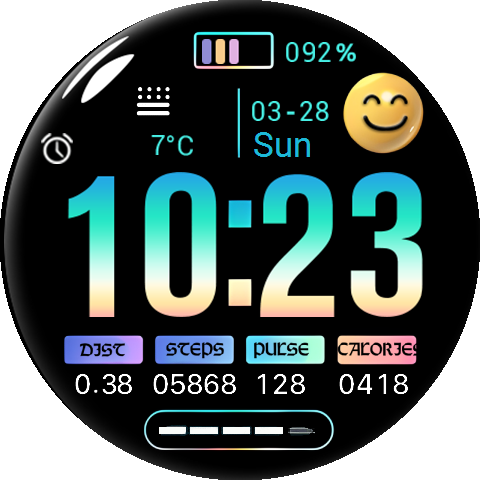 092%
03-28
7°C
Sun
10:23
DIST STEPS PULSE CALORIES
0.38 05868 128 0418